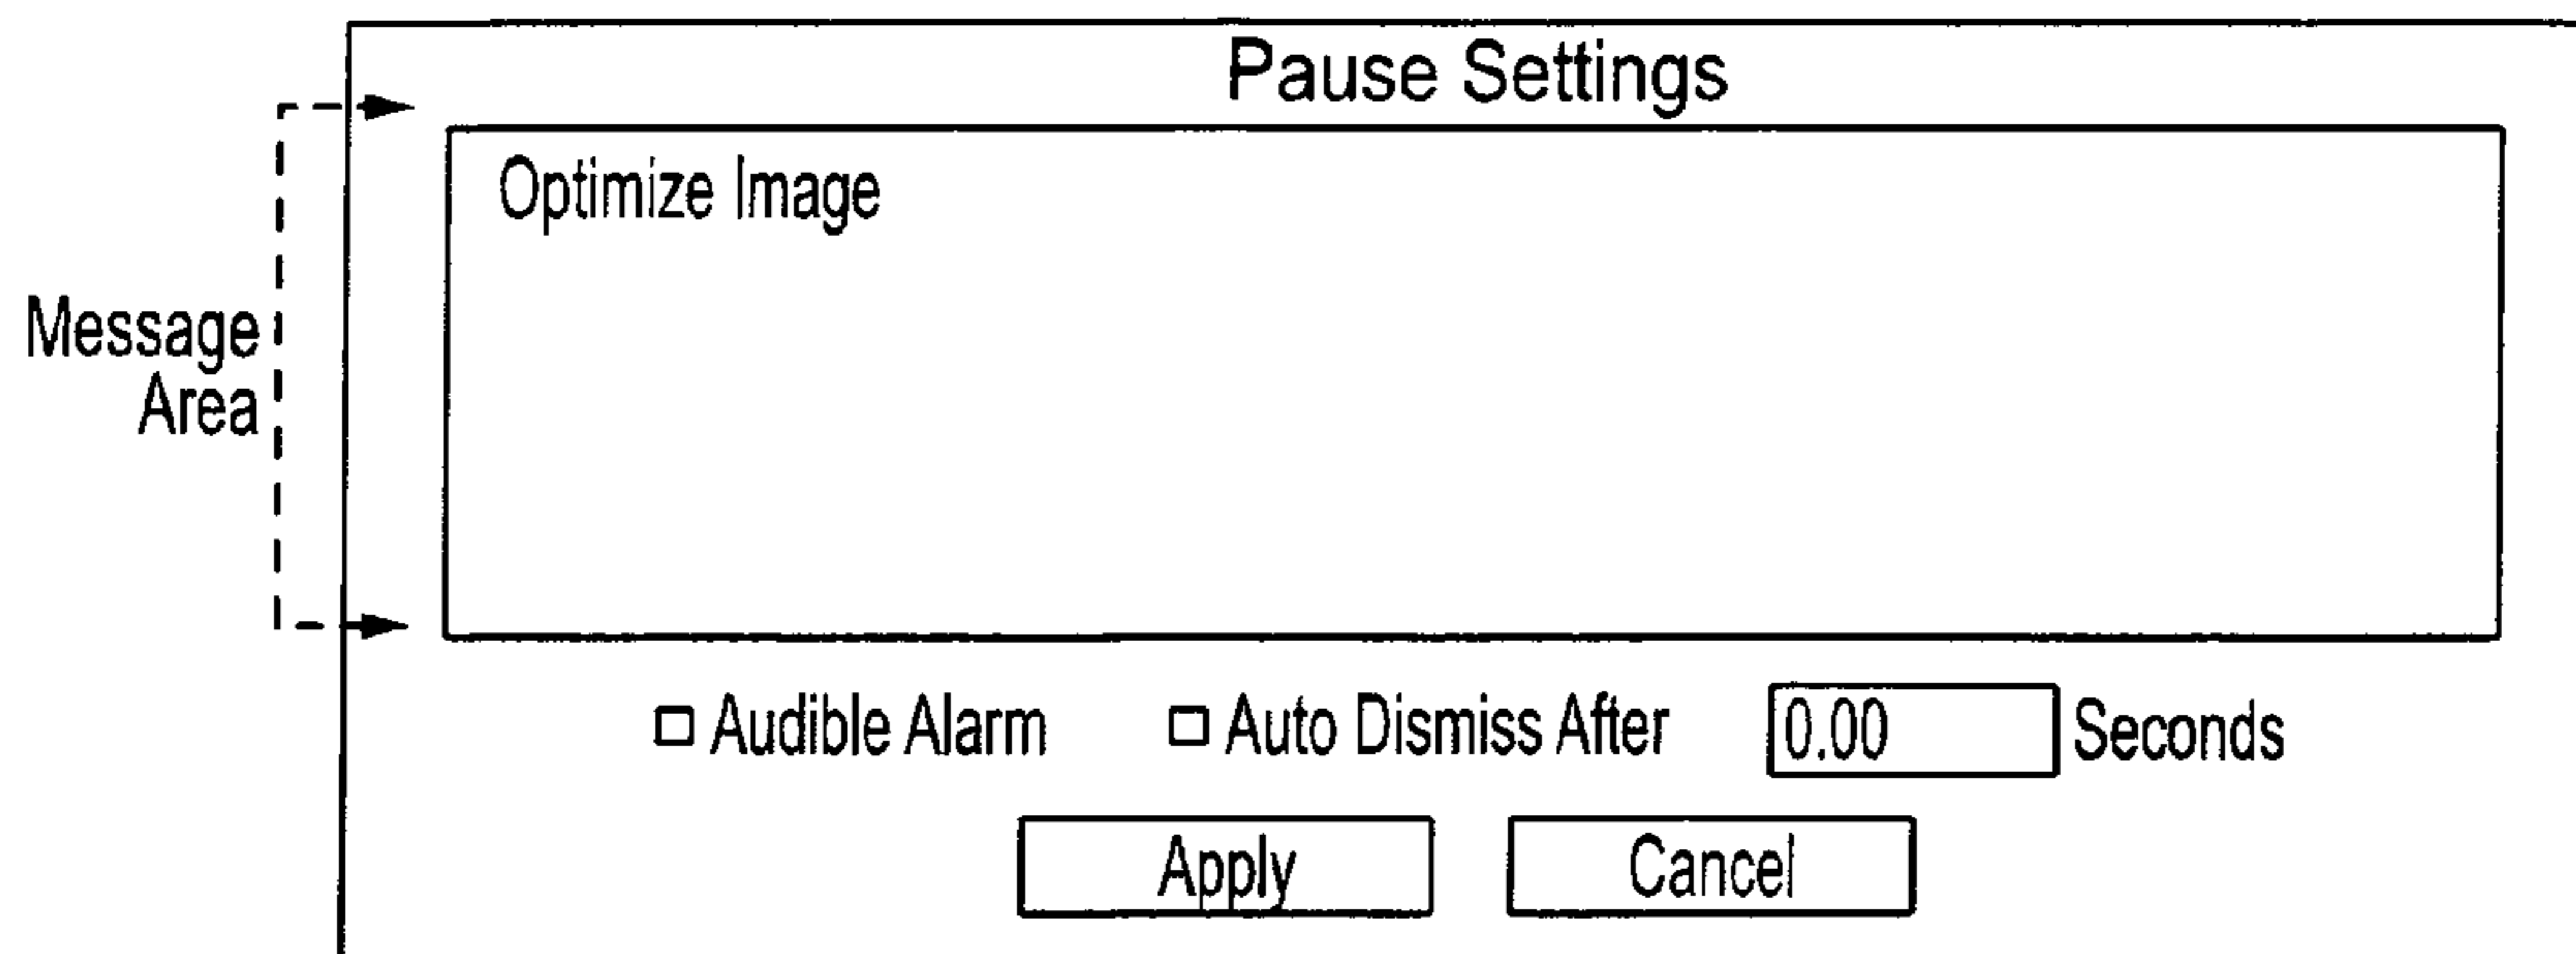 Pause Settings
Optimize Image
Message
Area
Audible Alarm
Auto Dismiss After
0.00
Seconds
Apply
Cancel